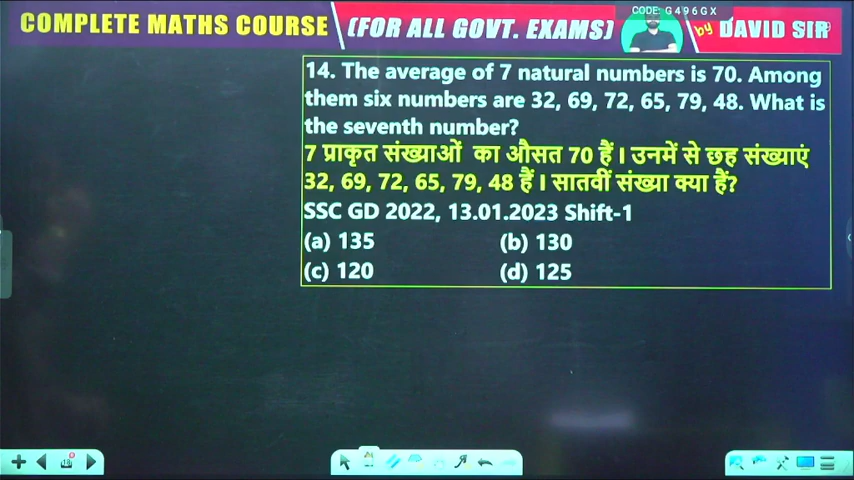 COMPLETE MATHS COURSE (FOR ALL GOVT. EXAMS) by DAVID SIR
CODE: G496GX
14. The average of 7 natural numbers is 70. Among
them six numbers are 32, 69, 72, 65, 79, 48. What is
the seventh number?
7 प्राकृत संख्याओं का औसत 70 हैं। उनमें से छह संख्याएं
32, 69, 72, 65, 79, 48 हैं। सातवीं संख्या क्या हैं?
SSC GD 2022, 13.01.2023 Shift-1
(a) 135 (b) 130
(c) 120 (d) 125